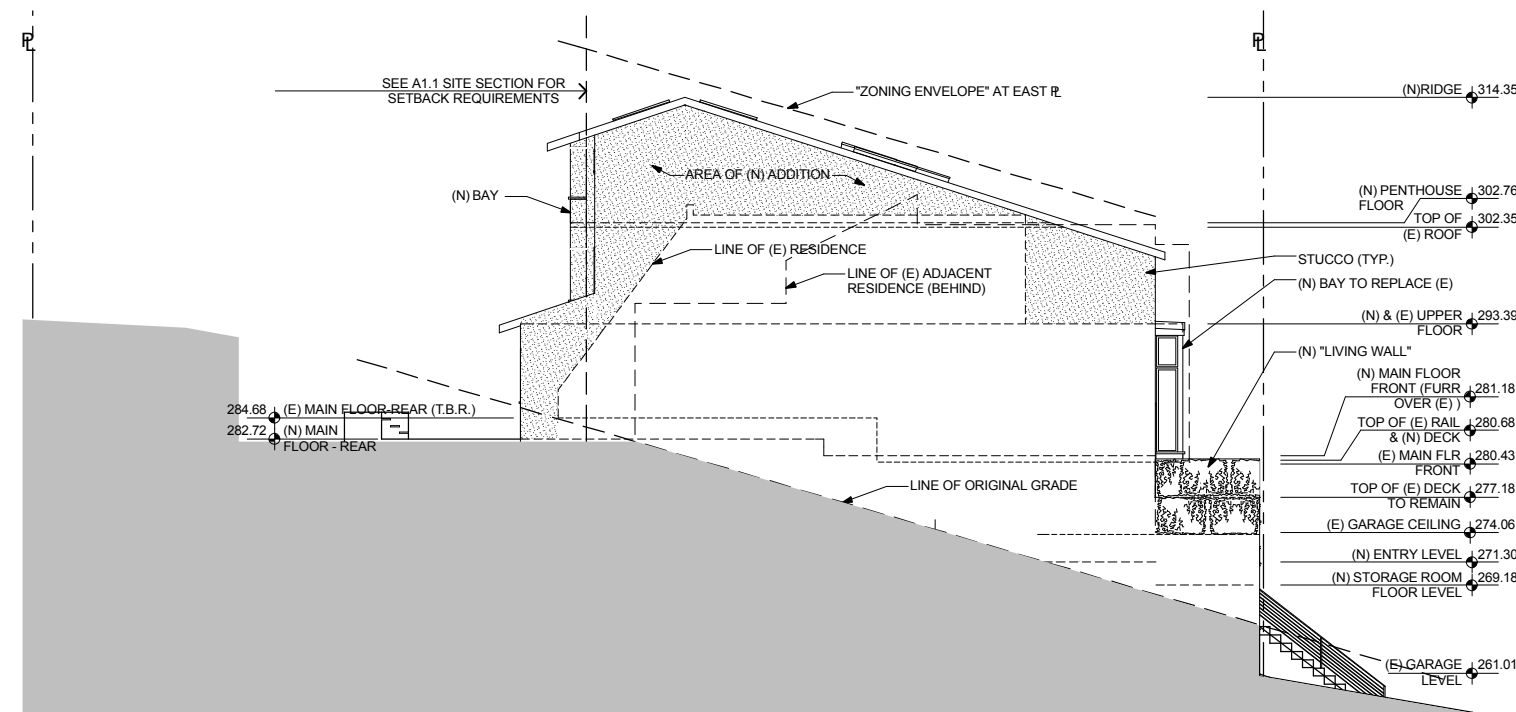 PL
PL
SEE A1.1 SITE SECTION FOR
SETBACK REQUIREMENTS
"ZONING ENVELOPE" AT EAST PL
(N)RIDGE 314.35
AREA OF (N) ADDITION
(N) BAY
(N) PENTHOUSE 302.76
FLOOR
TOP OF 302.35
(E) ROOF
LINE OF (E) RESIDENCE
STUCCO (TYP.)
LINE OF (E) ADJACENT
RESIDENCE (BEHIND)
(N) BAY TO REPLACE (E)
(N) & (E) UPPER 293.39
FLOOR
(N) "LIVING WALL"
(N) MAIN FLOOR
FRONT (FURR 281.18
OVER (E) )
284.68 (E) MAIN FLOOR-REAR (T.B.R.)
282.72 (N) MAIN
FLOOR - REAR
TOP OF (E) RAIL 280.68
& (N) DECK
(E) MAIN FLR 280.43
FRONT
LINE OF ORIGINAL GRADE
TOP OF (E) DECK 277.18
TO REMAIN
(E) GARAGE CEILING 274.06
(N) ENTRY LEVEL 271.30
(N) STORAGE ROOM 269.18
FLOOR LEVEL
(E) GARAGE 261.01
LEVEL